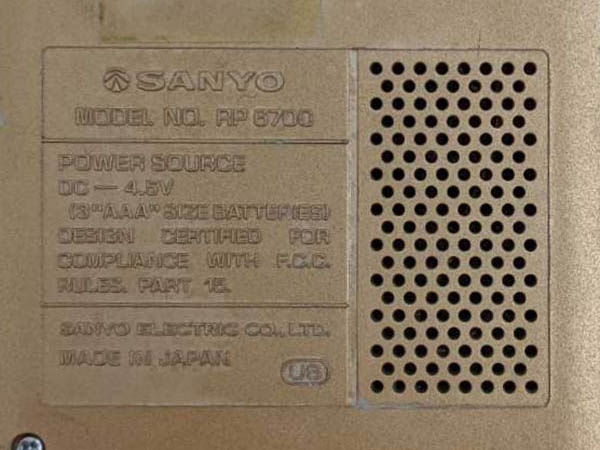 SANYO
MODEL NO. RP 6700
POWER SOURCE
DC — 4.5V
(3"AAA" SIZE BATTERIES)
DESIGN CERTIFIED FOR
COMPLIANCE WITH F.C.C.
RULES. PART 15.
SANYO ELECTRIC CO., LTD.
MADE IN JAPAN
US